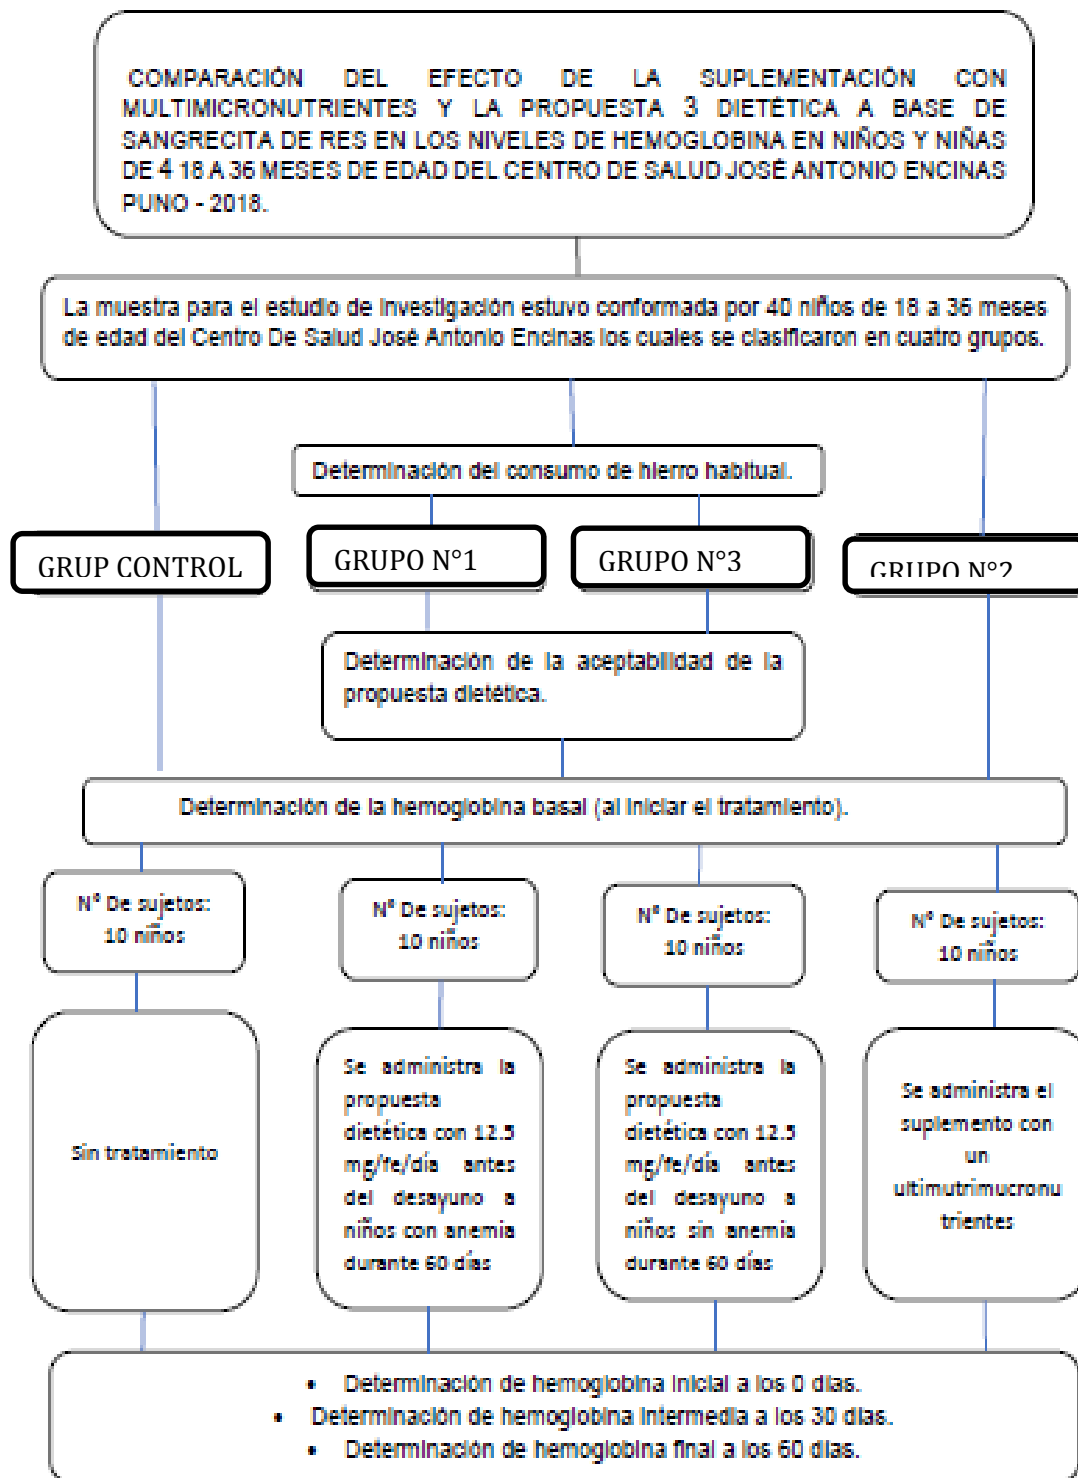 COMPARACIÓN DEL EFECTO DE LA SUPLEMENTACIÓN CON
MULTIMICRONUTRIENTES Y LA PROPUESTA 3 DIETÉTICA A BASE DE
SANGRECITA DE RES EN LOS NIVELES DE HEMOGLOBINA EN NIÑOS Y NIÑAS
DE 4 18 A 36 MESES DE EDAD DEL CENTRO DE SALUD JOSÉ ANTONIO ENCINAS
PUNO - 2018.
La muestra para el estudio de investigación estuvo conformada por 40 niños de 18 a 36 meses
de edad del Centro De Salud José Antonio Encinas los cuales se clasificaron en cuatro grupos.
Determinación del consumo de hierro habitual.
GRUP CONTROL
GRUPO N°1
GRUPO N°3
GRUPO N°2
Determinación de la aceptabilidad de la
propuesta dietética.
Determinación de la hemoglobina basal (al iniciar el tratamiento).
N° De sujetos:
10 niños
N° De sujetos:
10 niños
N° De sujetos:
10 niños
N° De sujetos:
10 niños
Sin tratamiento
Se administra la
propuesta
dietética con 12.5
mg/fe/día antes
del desayuno a
niños con anemia
durante 60 días
Se administra la
propuesta
dietética con 12.5
mg/fe/día antes
del desayuno a
niños sin anemia
durante 60 días
Se administra el
suplemento con
un
ultimutrimucronu
trientes
• Determinación de hemoglobina inicial a los 0 días.
• Determinación de hemoglobina intermedia a los 30 días.
• Determinación de hemoglobina final a los 60 días.